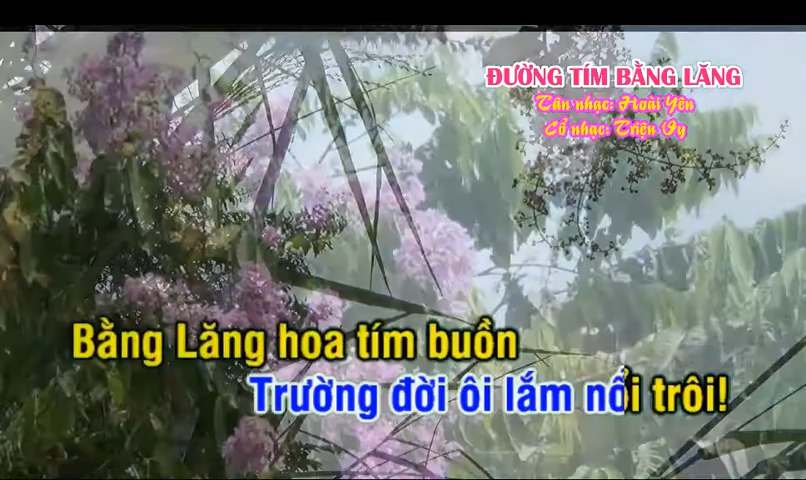 ĐƯỜNG TÍM BẰNG LĂNG
Tân nhạc: Hoài Yên
Cổ nhạc: Triệu Vy
Bằng Lăng hoa tím buồn
Trường đời ôi lắm nổi trôi!